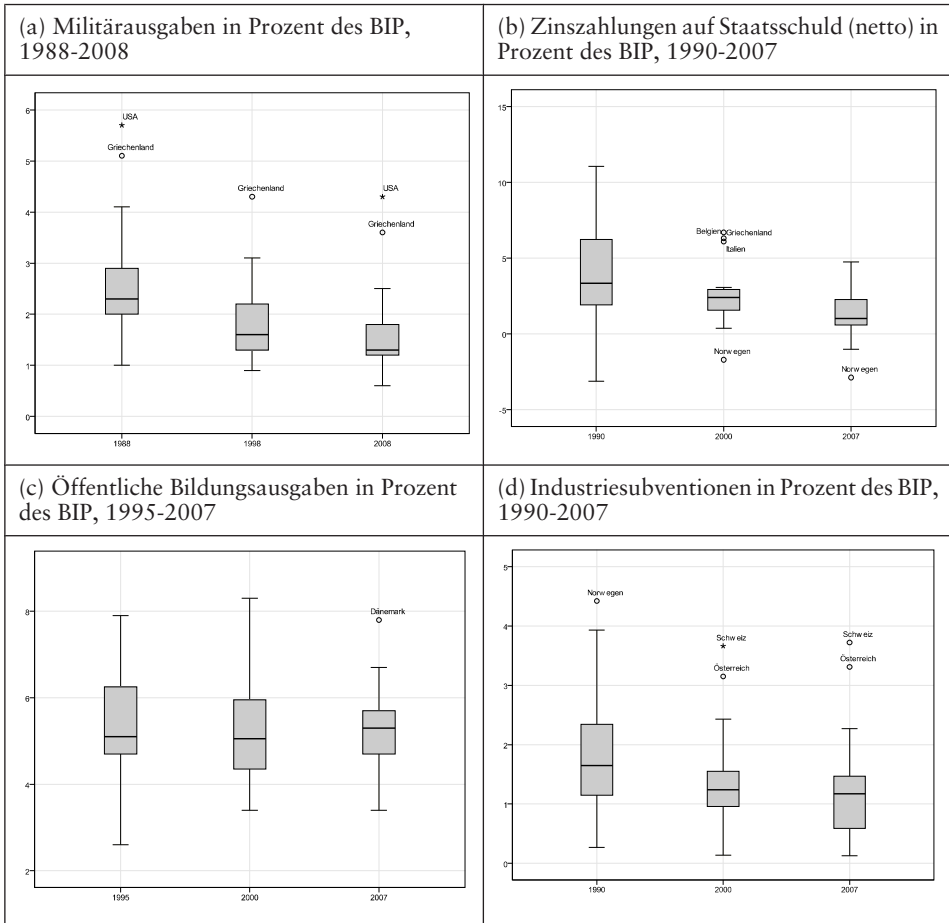 (a) Militärausgaben in Prozent des BIP,
1988-2008
6
5
4
3
2
1
0
USA
Griechenland
Griechenland
USA
Griechenland
1988
1998
2008
(b) Zinszahlungen auf Staatsschuld (netto) in
Prozent des BIP, 1990-2007
15
10
5
0
-5
Belgien
Griechenland
Italien
Norwegen
Norwegen
1990
2000
2007
(c) Öffentliche Bildungsausgaben in Prozent
des BIP, 1995-2007
8
6
4
2
Dänemark
1995
2000
2007
(d) Industriesubventionen in Prozent des BIP,
1990-2007
5
4
3
2
1
0
Norwegen
Schweiz
Österreich
Schweiz
Österreich
1990
2000
2007